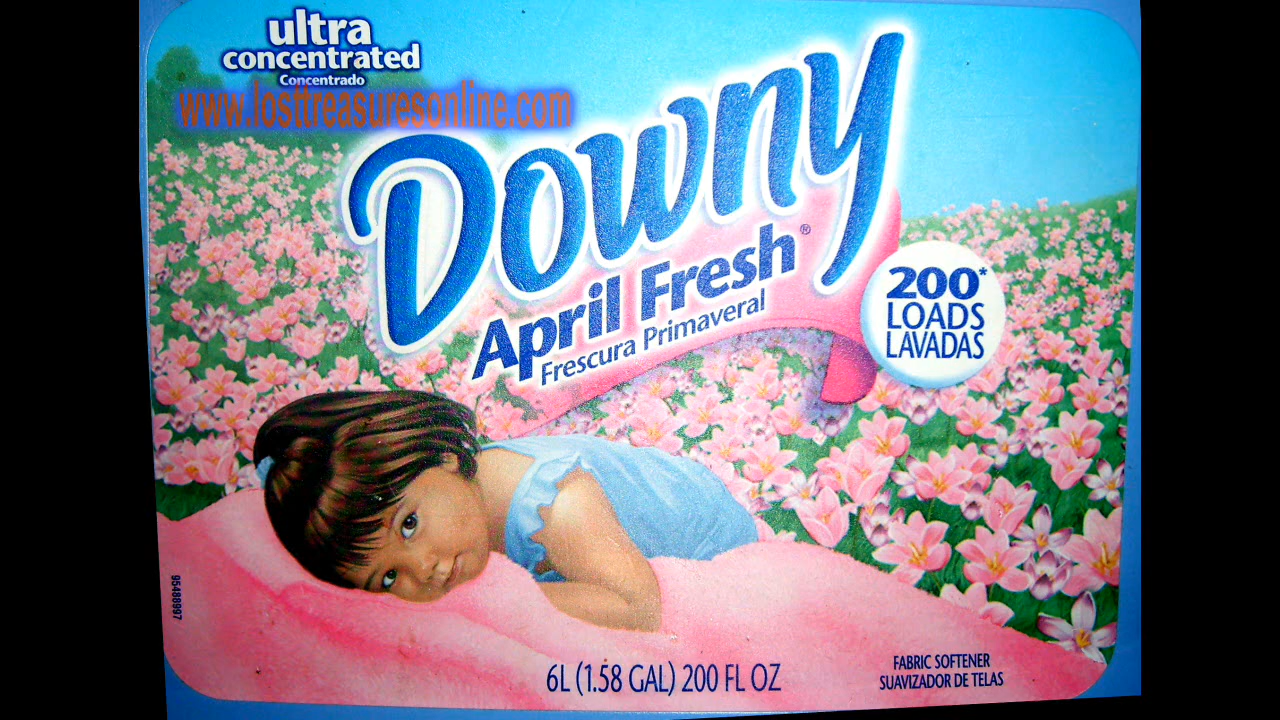 ultra
concentrated
Concentrado
www.losttreasuresonline.com
Downy
April Fresh®
Frescura Primaveral
200*
LOADS
LAVADAS
95488997
6L (1.58 GAL) 200 FL OZ
FABRIC SOFTENER
SUAVIZADOR DE TELAS